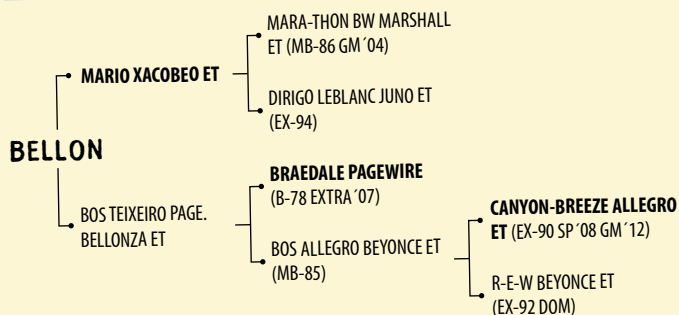 MARA-THON BW MARSHALL
ET (MB-86 GM ´04)
MARIO XACOBEO ET
DIRIGO LEBLANC JUNO ET
(EX-94)
BELLON
BRAEDALE PAGEWIRE
(B-78 EXTRA ´07)
BOS TEIXEIRO PAGE.
BELLONZA ET
CANYON-BREEZE ALLEGRO
ET (EX-90 SP ´08 GM ´12)
BOS ALLEGRO BEYONCE ET
(MB-85)
R-E-W BEYONCE ET
(EX-92 DOM)